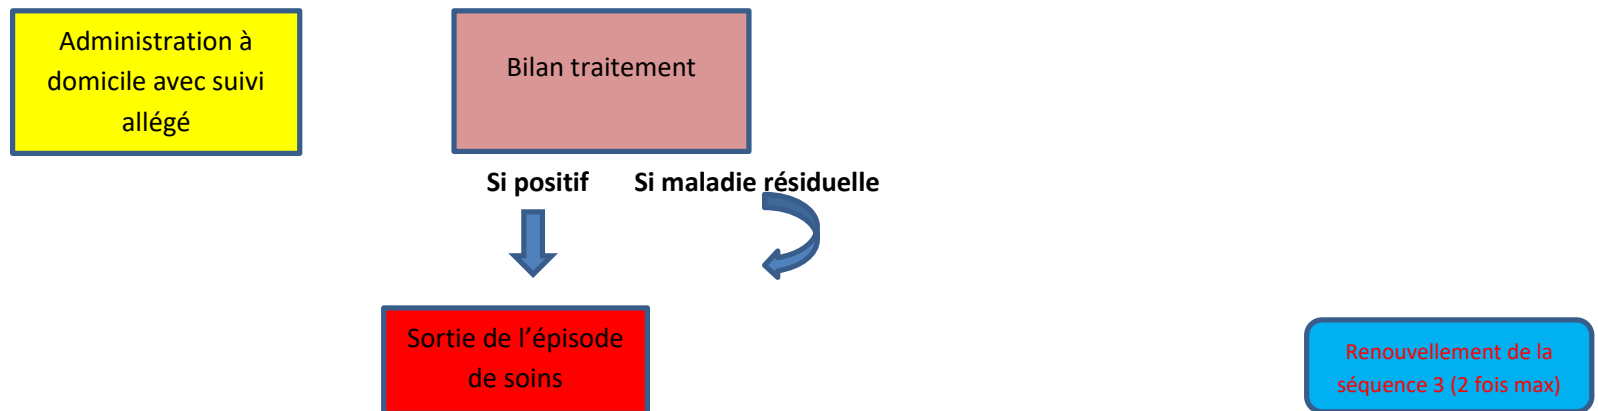 Administration à
domicile avec suivi
allégé
Bilan traitement
Si positif
Si maladie résiduelle
Sortie de l’épisode
de soins
Renouvellement de la
séquence 3 (2 fois max)